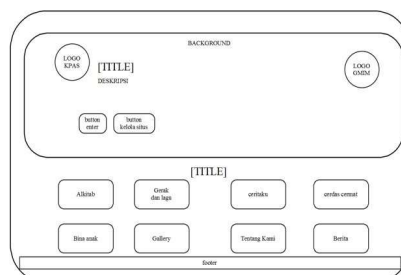 BACKGROUND
LOGO
KPAS
[TITLE]
DESKRIPSI
LOGO
GMIM
button
enter
button
kelola situs
[TITLE]
Alkitab
Gerak
dan lagu
ceritaku
cerdas cermat
Bina anak
Gallery
Tentang Kami
Berita
footer